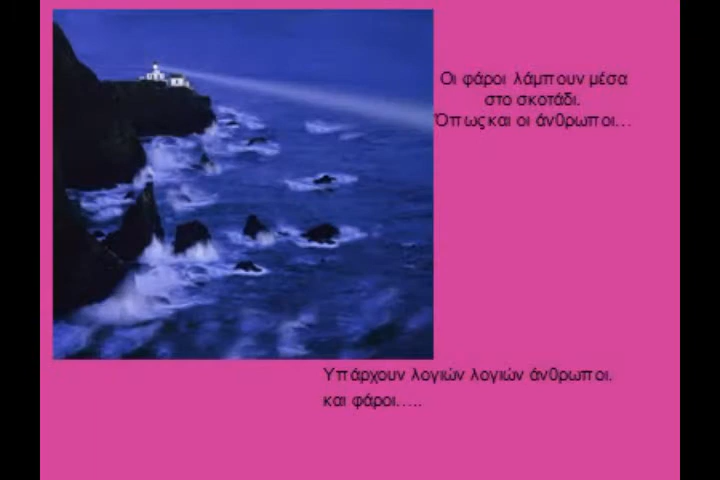 Οι φάροι λάμπουν μέσα
στο σκοτάδι.
Όπως και οι άνθρωποι...
Υπάρχουν λογιών λογιών άνθρωποι.
και φάροι.....